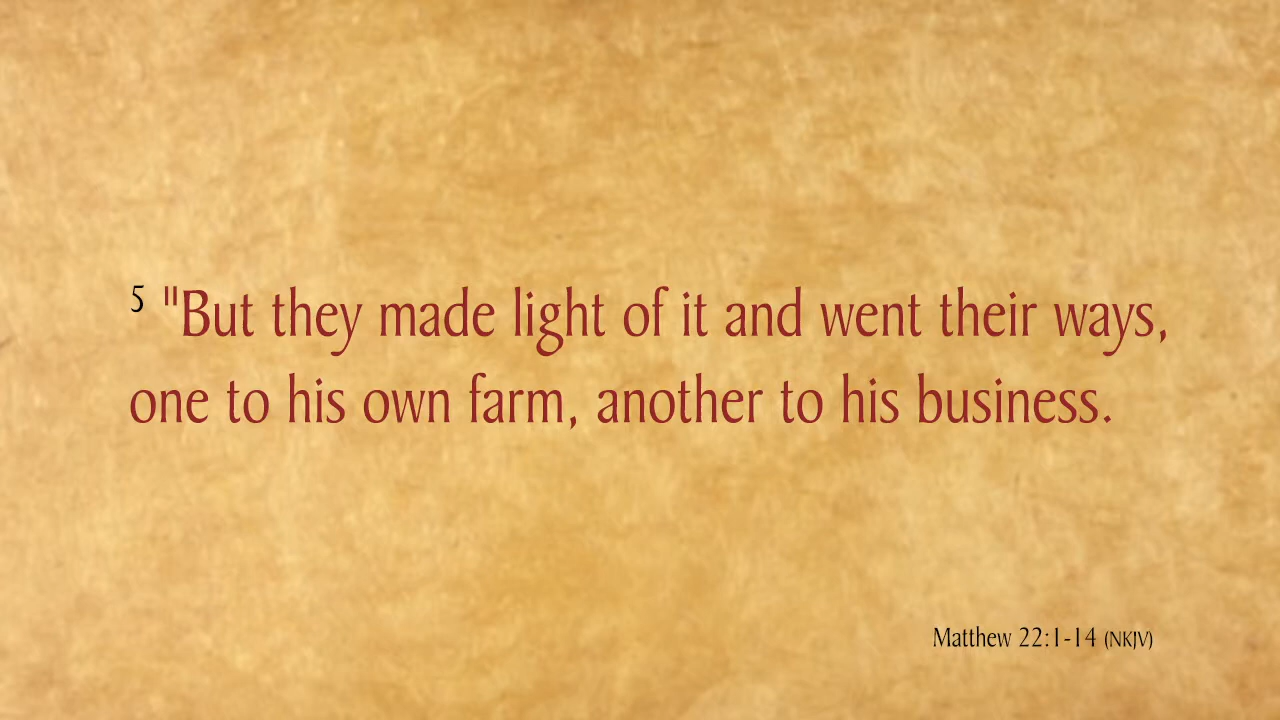 5 "But they made light of it and went their ways,
one to his own farm, another to his business.
Matthew 22:1-14 (NKJV)